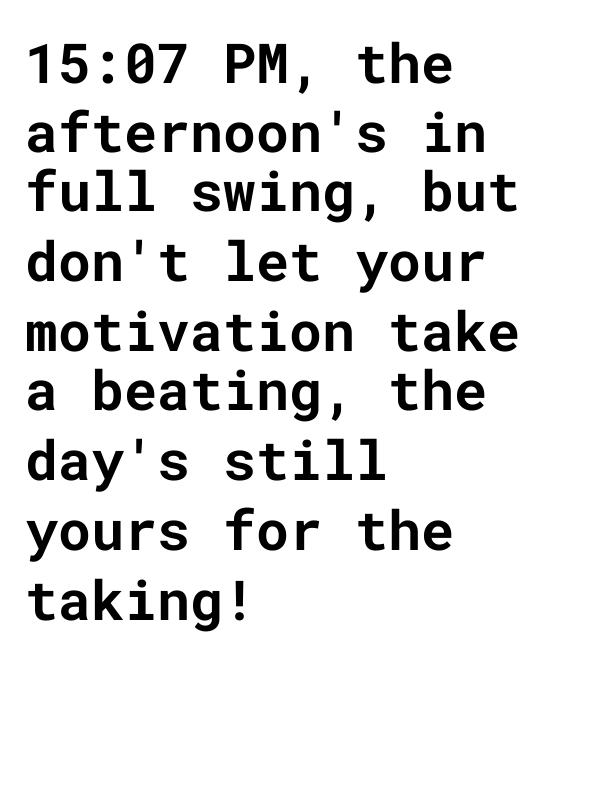 15:07 PM, the
afternoon's in
full swing, but
don't let your
motivation take
a beating, the
day's still
yours for the
taking!